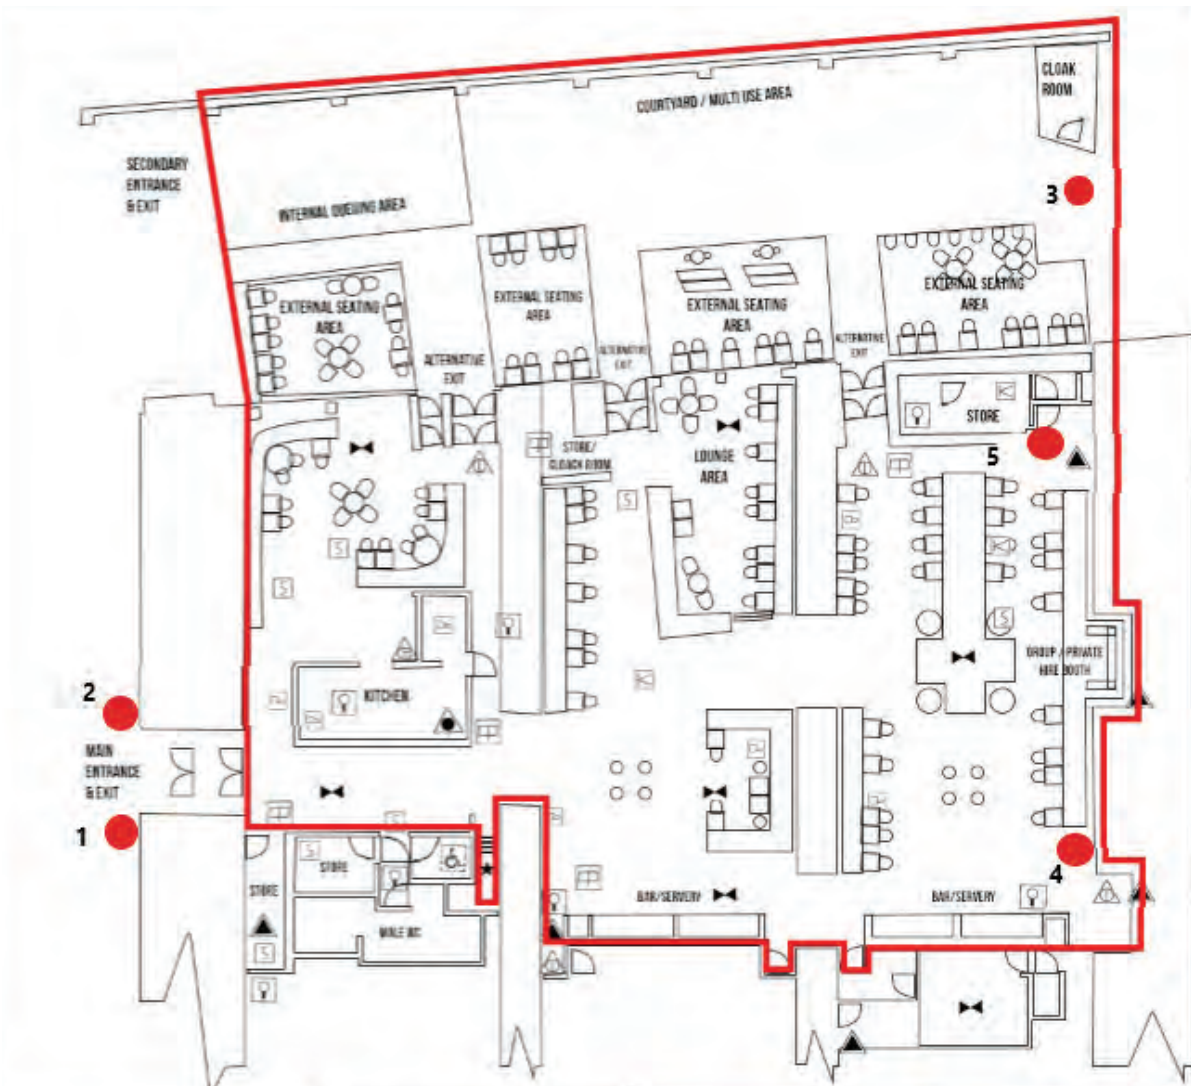 CLOAK
ROOM
COURTYARD / MULTI USE AREA
SECONDARY
ENTRANCE
& EXIT
INTERNAL QUEUING AREA
3
EXTERNAL SEATING
AREA
EXTERNAL SEATING
AREA
EXTERNAL SEATING
AREA
EXTERNAL SEATING
AREA
ALTERNATIVE
EXIT
ALTERNATIVE
EXIT
ALTERNATIVE
EXIT
STORE
5
STORE/
CLOACK ROOM
LOUNGE
AREA
S
S
S
S
GROUP / PRIVATE
HIRE BOOTH
2
KITCHEN
MAIN
ENTRANCE
& EXIT
1
S
STORE
STORE
S
4
BAR/SERVERY
BAR/SERVERY
MALE WC
S